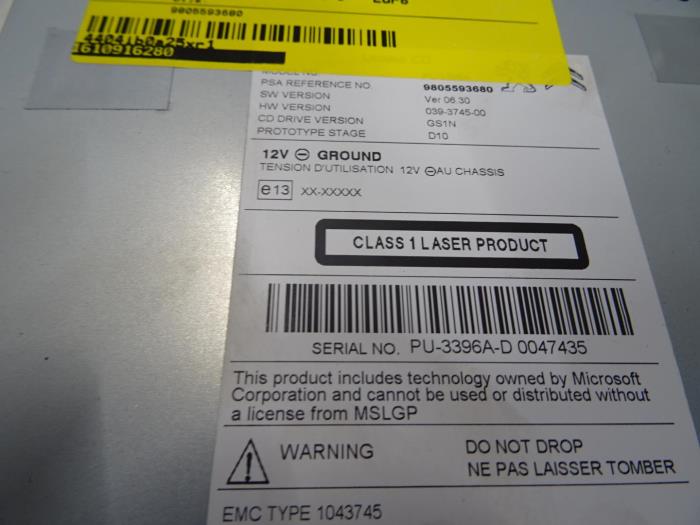 9805593680
44041b0a25xr1
1610916280
PSA REFERENCE NO. 9805593680
SW VERSION Ver 06.30
HW VERSION 039-3745-00
CD DRIVE VERSION GS1N
PROTOTYPE STAGE D10
12V ⊖ GROUND
TENSION D'UTILISATION 12V ⊖AU CHASSIS
e13 XX-XXXXX
CLASS 1 LASER PRODUCT
SERIAL NO. PU-3396A-D 0047435
This product includes technology owned by Microsoft
Corporation and cannot be used or distributed without
a license from MSLGP
WARNING DO NOT DROP
NE PAS LAISSER TOMBER
EMC TYPE 1043745